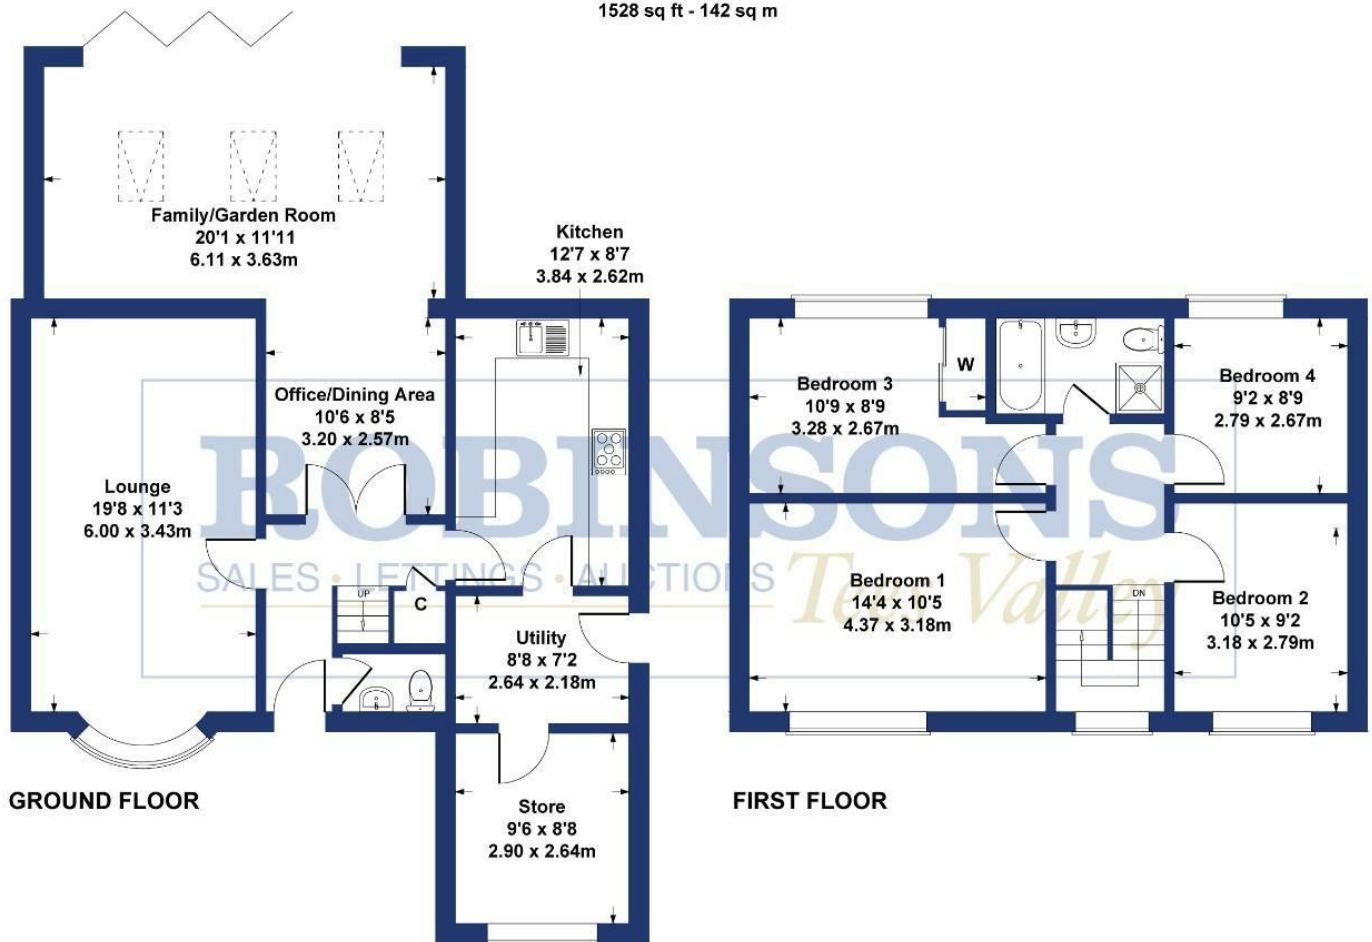 1528 sq ft - 142 sq m
Family/Garden Room
20'1 x 11'11
6.11 x 3.63m
Kitchen
12'7 x 8'7
3.84 x 2.62m
Office/Dining Area
10'6 x 8'5
3.20 x 2.57m
Lounge
19'8 x 11'3
6.00 x 3.43m
UP
C
Utility
8'8 x 7'2
2.64 x 2.18m
Store
9'6 x 8'8
2.90 x 2.64m
GROUND FLOOR
Bedroom 3
10'9 x 8'9
3.28 x 2.67m
W
Bedroom 4
9'2 x 8'9
2.79 x 2.67m
Bedroom 1
14'4 x 10'5
4.37 x 3.18m
DN
Bedroom 2
10'5 x 9'2
3.18 x 2.79m
FIRST FLOOR
ROBINSONS
SALES • LETTINGS • AUCTIONS
Tees Valley